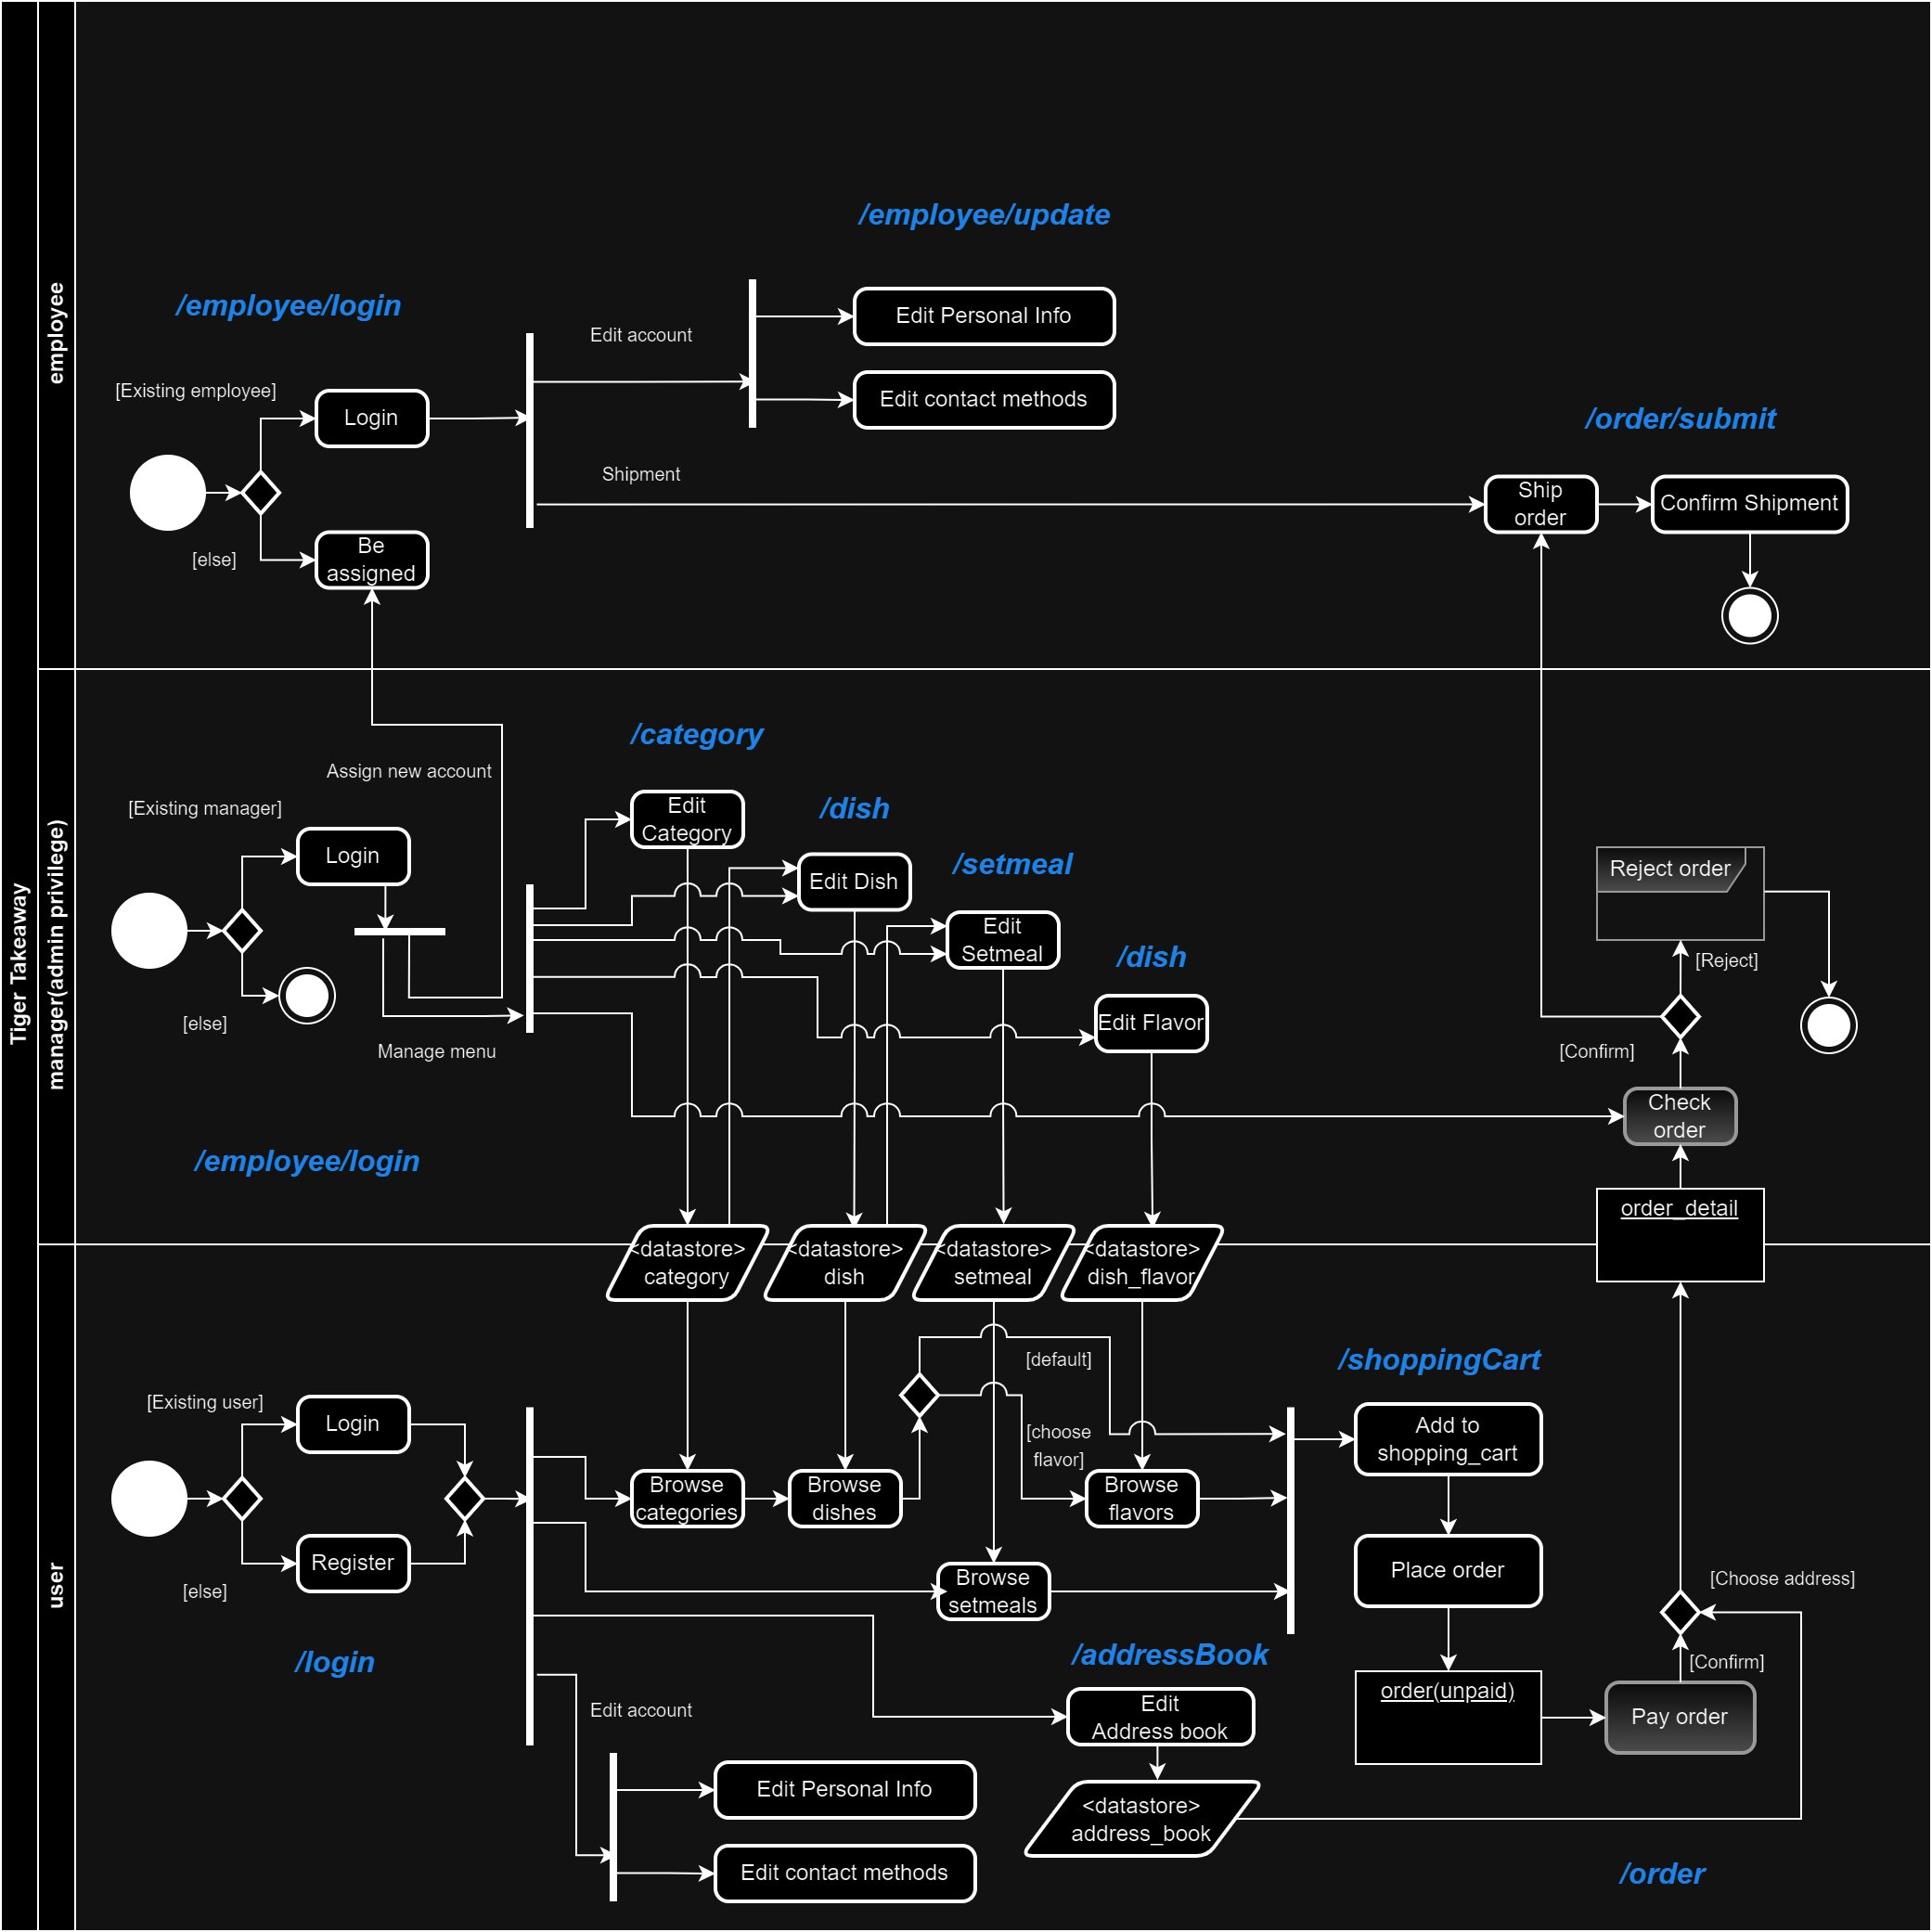 Tiger Takeaway
employee
/employee/update
/employee/login
Edit account
Edit Personal Info
[Existing employee]
Login
Edit contact methods
Shipment
/order/submit
Ship
order
Confirm Shipment
[else]
Be
assigned
manager(admin privilege)
/category
Assign new account
[Existing manager]
Login
Edit
Category
/dish
Edit Dish
/setmeal
Edit
Setmeal
/dish
Edit Flavor
[else]
Manage menu
Reject order
[Reject]
[Confirm]
Check
order
/employee/login
order_detail
<datastore>
category
<datastore>
dish
<datastore>
setmeal
<datastore>
dish_flavor
user
[Existing user]
Login
Register
[else]
/login
[default]
[choose
flavor]
Browse
categories
Browse
dishes
Browse
flavors
Browse
setmeals
/shoppingCart
Add to
shopping_cart
Place order
order(unpaid)
Pay order
[Choose address]
[Confirm]
/addressBook
Edit
Address book
<datastore>
address_book
Edit account
Edit Personal Info
Edit contact methods
/order